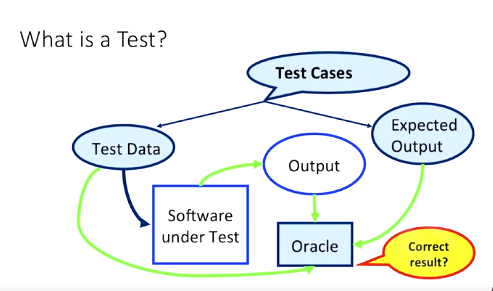 What is a Test?
Test Cases
Test Data
Expected
Output
Output
Software
under Test
Oracle
Correct
result?